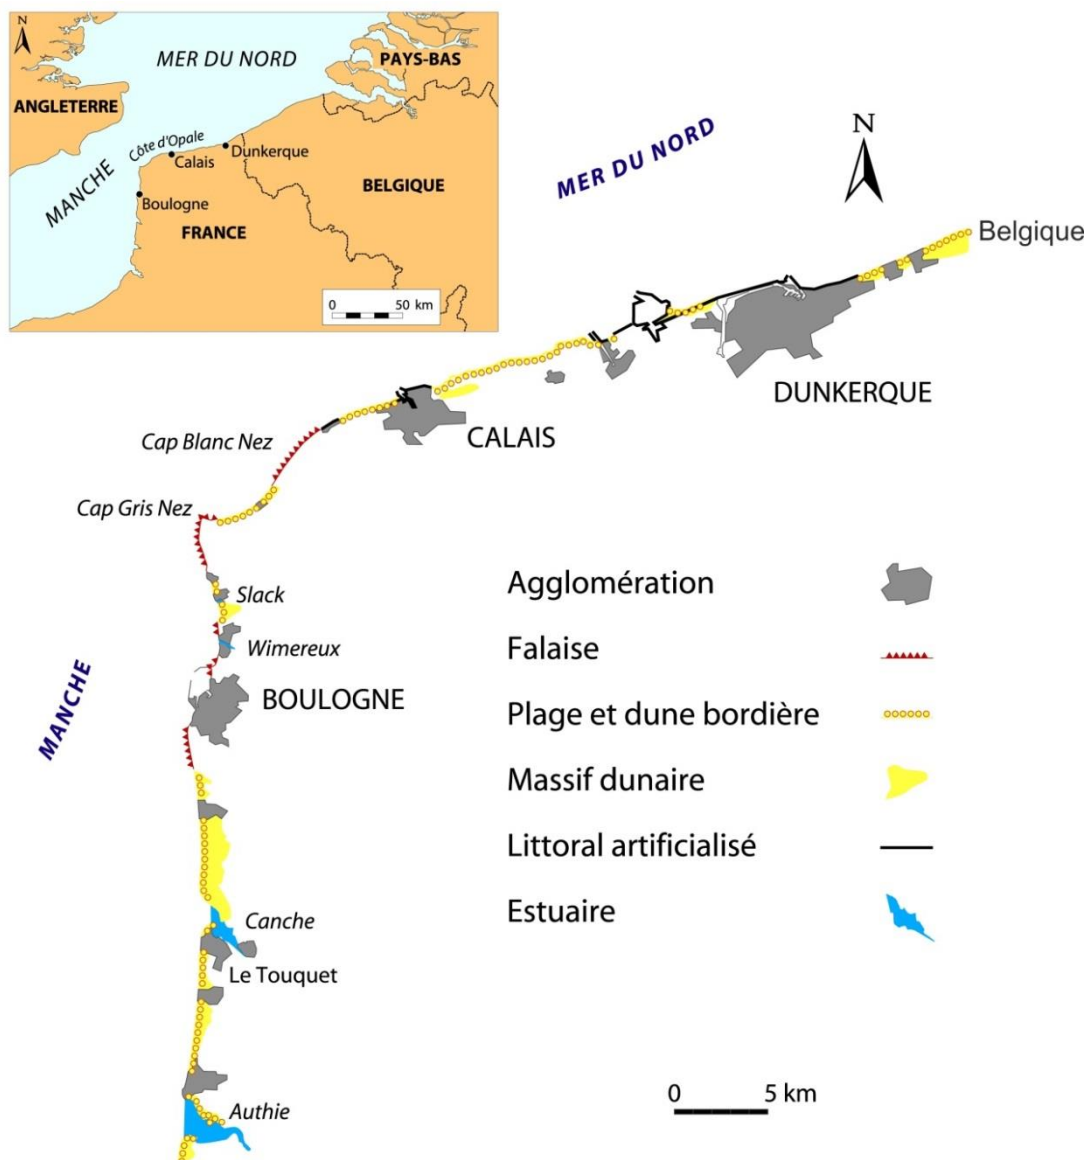 N
MER DU NORD
PAYS-BAS
ANGLETERRE
Côte d'Opale
Dunkerque
Calais
MANCHE
BELGIQUE
Boulogne
FRANCE
0 50 km
MER DU NORD
N
Belgique
DUNKERQUE
CALAIS
Cap Blanc Nez
Cap Gris Nez
Slack
Wimereux
BOULOGNE
MANCHE
Canche
Le Touquet
Authie
Agglomération
Falaise
Plage et dune bordière
Massif dunaire
Littoral artificialisé
Estuaire
0 5 km